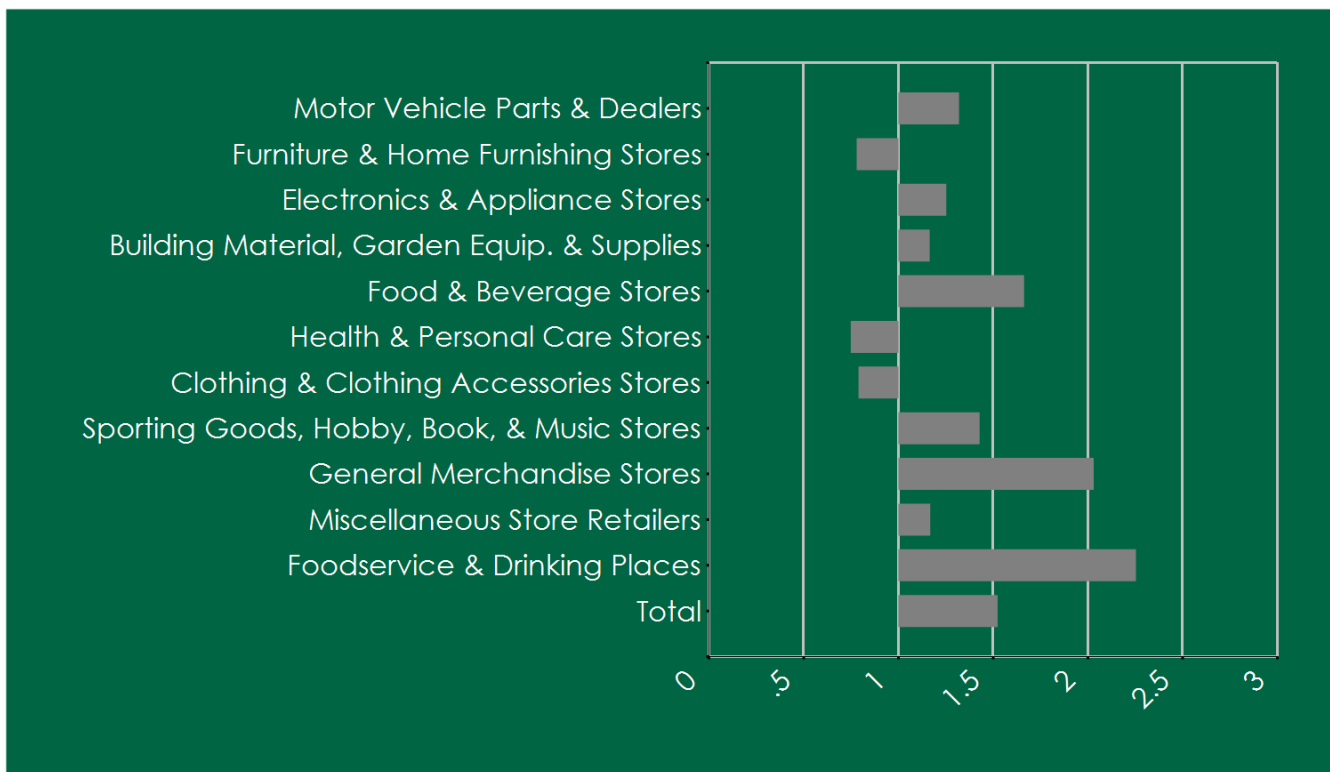 Motor Vehicle Parts & Dealers
Furniture & Home Furnishing Stores
Electronics & Appliance Stores
Building Material, Garden Equip. & Supplies
Food & Beverage Stores
Health & Personal Care Stores
Clothing & Clothing Accessories Stores
Sporting Goods, Hobby, Book, & Music Stores
General Merchandise Stores
Miscellaneous Store Retailers
Foodservice & Drinking Places
Total
0 .5 1 1.5 2 2.5 3